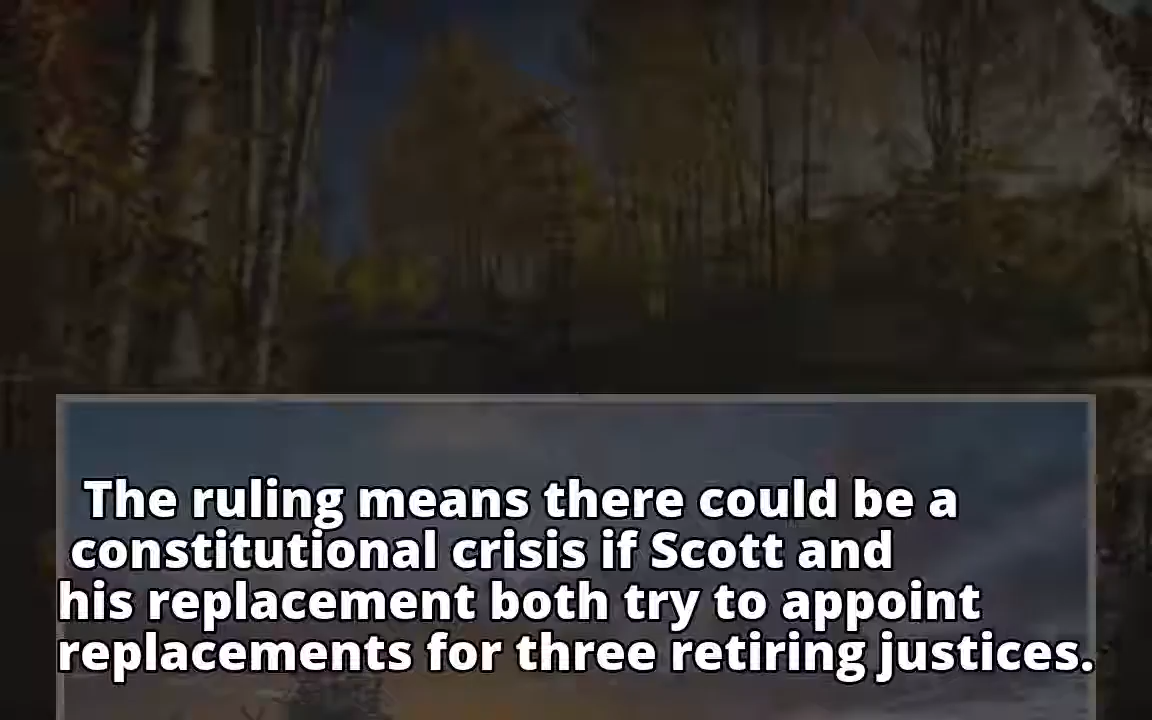 The ruling means there could be a
constitutional crisis if Scott and
his replacement both try to appoint
replacements for three retiring justices.